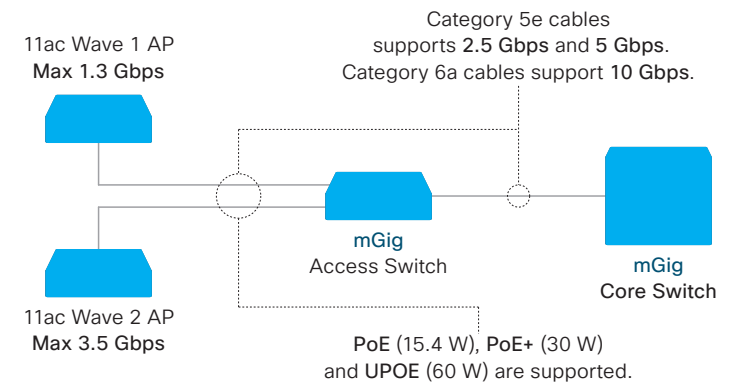 Category 5e cables
supports 2.5 Gbps and 5 Gbps.
Category 6a cables support 10 Gbps.
11ac Wave 1 AP
Max 1.3 Gbps
mGig
Access Switch
mGig
Core Switch
11ac Wave 2 AP
Max 3.5 Gbps
PoE (15.4 W), PoE+ (30 W)
and UPOE (60 W) are supported.